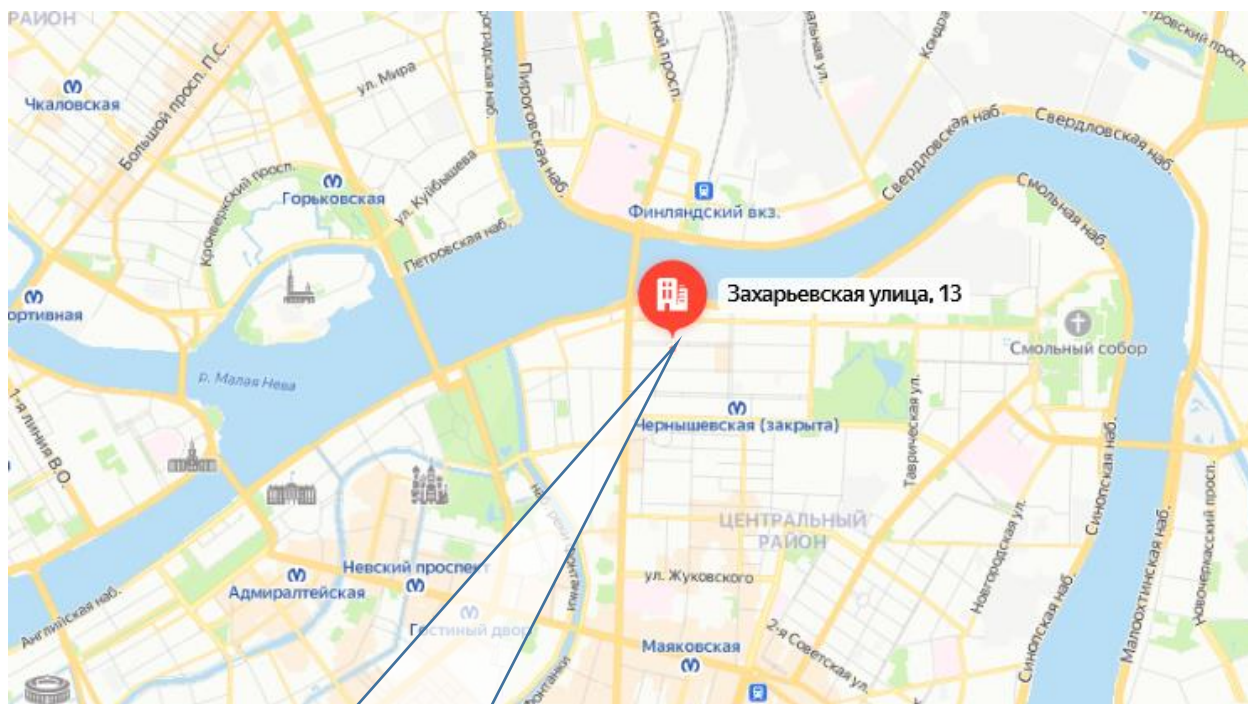 РАЙОН
Чкаловская
Большой просп. П.С.
ул. Мира
Пироговская наб.
Свердловская наб.
Свердловская наб.
Смольная наб.
Кронверкский просп.
Горьковская
ул. Куйбышева
Петровская наб.
Финляндский вкз.
Захарьевская улица, 13
Смольный собор
ортивная
р. Малая Нева
1-я линия В.О.
Чернышевская (закрыта)
Таврическая ул.
Синопская наб.
ЦЕНТРАЛЬНЫЙ
РАЙОН
Новгородская ул.
Малоохтинская наб.
Новочеркасский просп.
Невский проспект
Адмиралтейская
Гостиный двор
Английская наб.
ул. Жуковского
Маяковская
2-я Советская ул.
Синопская наб.